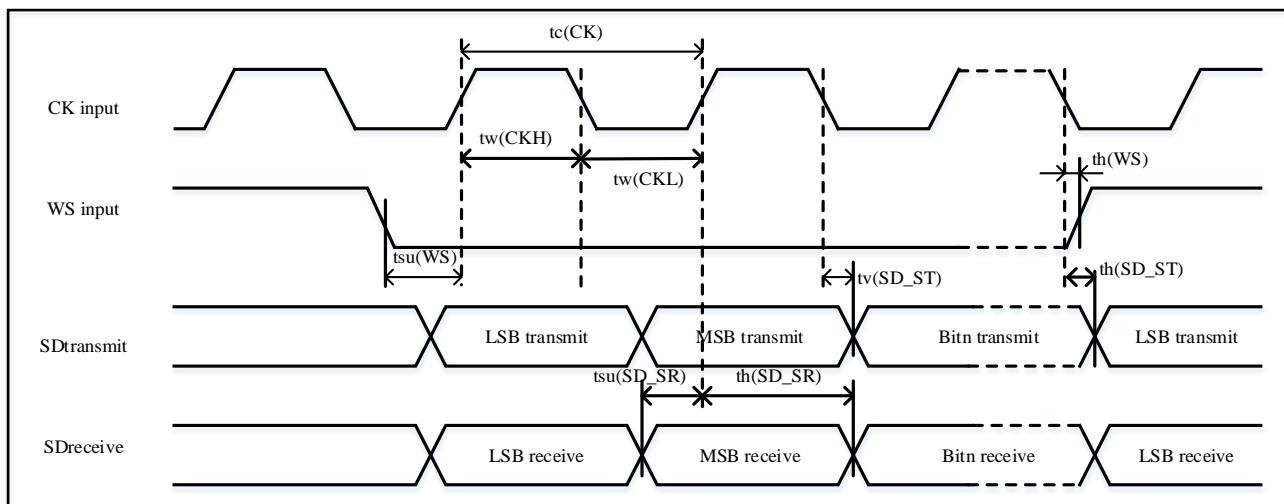 tc(CK)
CK input
tw(CKH)
tw(CKL)
th(WS)
WS input
tsu(WS)
tv(SD_ST)
th(SD_ST)
SDtransmit
LSB transmit
MSB transmit
Bitn transmit
LSB transmit
tsu(SD_SR)
th(SD_SR)
SDreceive
LSB receive
MSB receive
Bitn receive
LSB receive